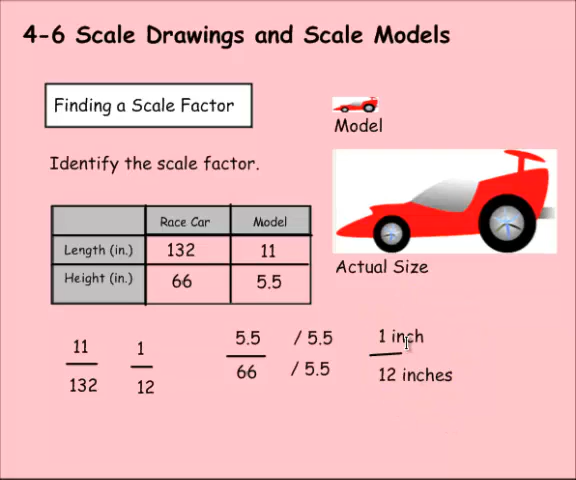 4-6 Scale Drawings and Scale Models
Finding a Scale Factor
Model
Identify the scale factor.
Race Car Model
Length (in.) 132 11
Height (in.) 66 5.5
Actual Size
11 1 5.5 / 5.5 1 inch
132 12 66 / 5.5 12 inches